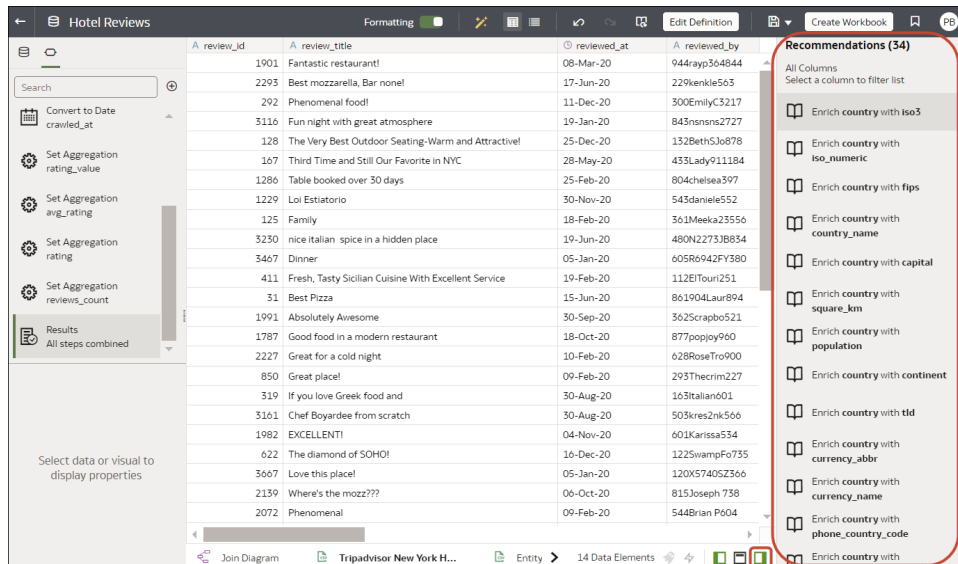 Hotel Reviews
Formatting
Edit Definition
Create Workbook
PB
Search
Convert to Date
crawled_at
Set Aggregation
rating_value
Set Aggregation
avg_rating
Set Aggregation
rating
Set Aggregation
reviews_count
Results
All steps combined
Select data or visual to
display properties
A review_id A review_title reviewed_at A reviewed_by
1901 Fantastic restaurant! 08-Mar-20 944rayp364844
2293 Best mozzarella, Bar none! 17-Jun-20 229kenkle563
292 Phenomenal food! 11-Dec-20 300EmilyC3217
3116 Fun night with great atmosphere 19-Jan-20 843nsnsns2727
128 The Very Best Outdoor Seating-Warm and Attractive! 25-Dec-20 132BethSJo878
167 Third Time and Still Our Favorite in NYC 28-May-20 433Lady911184
1286 Table booked over 30 days 25-Feb-20 804chelsea397
1229 Loi Estiatorio 30-Nov-20 543daniele552
125 Family 18-Feb-20 361Meeka23556
3230 nice italian spice in a hidden place 19-Jun-20 480N2273JB834
3467 Dinner 05-Jan-20 605R6942FY380
411 Fresh, Tasty Sicilian Cuisine With Excellent Service 19-Feb-20 112ElTouri251
31 Best Pizza 15-Jun-20 861904Laur894
1991 Absolutely Awesome 30-Sep-20 362Scrapbo521
1787 Good food in a modern restaurant 18-Oct-20 877popjoy960
2227 Great for a cold night 10-Feb-20 628RoseTro900
850 Great place! 09-Feb-20 293Thecrim227
319 If you love Greek food and 30-Aug-20 163Italian601
3161 Chef Boyardee from scratch 30-Aug-20 503kres2nk566
1982 EXCELLENT! 04-Nov-20 601Karissa534
622 The diamond of SOHO! 16-Dec-20 122SwampFo735
3667 Love this place! 05-Jan-20 120X5740SZ366
2139 Where's the mozz??? 06-Oct-20 815Joseph 738
2072 Phenomenal 09-Feb-20 544Brian P604
Join Diagram Tripadvisor New York H... Entity 14 Data Elements
Recommendations (34)
All Columns
Select a column to filter list
Enrich country with iso3
Enrich country with
iso_numeric
Enrich country with fips
Enrich country with
country_name
Enrich country with capital
Enrich country with
square_km
Enrich country with
population
Enrich country with continent
Enrich country with tld
Enrich country with
currency_abbr
Enrich country with
currency_name
Enrich country with
phone_country_code
Enrich country with